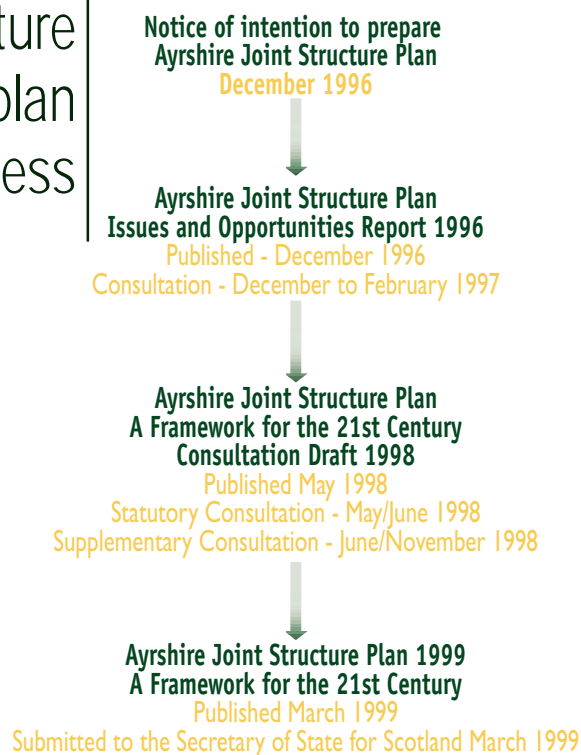 ture
plan
ess
Notice of intention to prepare
Ayrshire Joint Structure Plan
December 1996
Ayrshire Joint Structure Plan
Issues and Opportunities Report 1996
Published - December 1996
Consultation - December to February 1997
Ayrshire Joint Structure Plan
A Framework for the 21st Century
Consultation Draft 1998
Published May 1998
Statutory Consultation - May/June 1998
Supplementary Consultation - June/November 1998
Ayrshire Joint Structure Plan 1999
A Framework for the 21st Century
Published March 1999
Submitted to the Secretary of State for Scotland March 1999